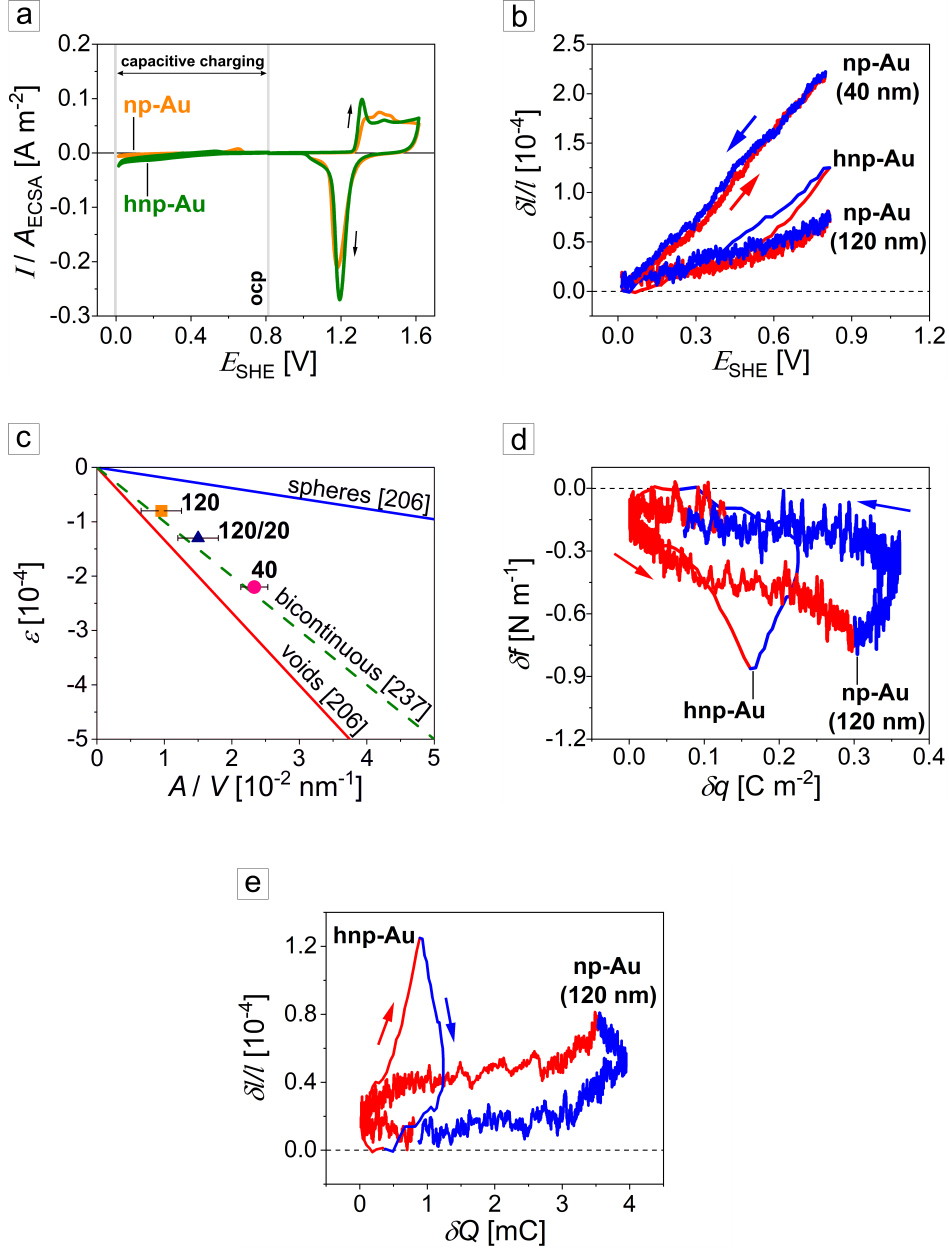 a
I / A_ECSA [A m⁻²]
0.2
0.1
0.0
-0.1
-0.2
-0.3
capacitive charging
np-Au
hnp-Au
ocp
0.0 0.4 0.8 1.2 1.6
E_SHE [V]
b
δl/l [10⁻⁴]
2.5
2.0
1.5
1.0
0.5
0.0
np-Au
(40 nm)
hnp-Au
np-Au
(120 nm)
0.0 0.3 0.6 0.9 1.2
E_SHE [V]
c
ε [10⁻⁴]
0
-1
-2
-3
-4
-5
spheres [206]
120
120/20
40
bicontinuous [237]
voids [206]
0 1 2 3 4 5
A / V [10⁻² nm⁻¹]
d
δf [N m⁻¹]
0.0
-0.3
-0.6
-0.9
-1.2
hnp-Au
np-Au
(120 nm)
0.0 0.1 0.2 0.3 0.4
δq [C m⁻²]
e
δl/l [10⁻⁴]
1.2
0.8
0.4
0.0
hnp-Au
np-Au
(120 nm)
0 1 2 3 4
δQ [mC]